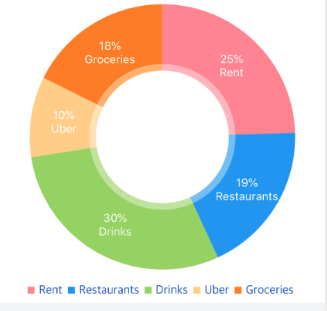 18%
Groceries
25%
Rent
10%
Uber
19%
Restaurants
30%
Drinks
Rent Restaurants Drinks Uber Groceries